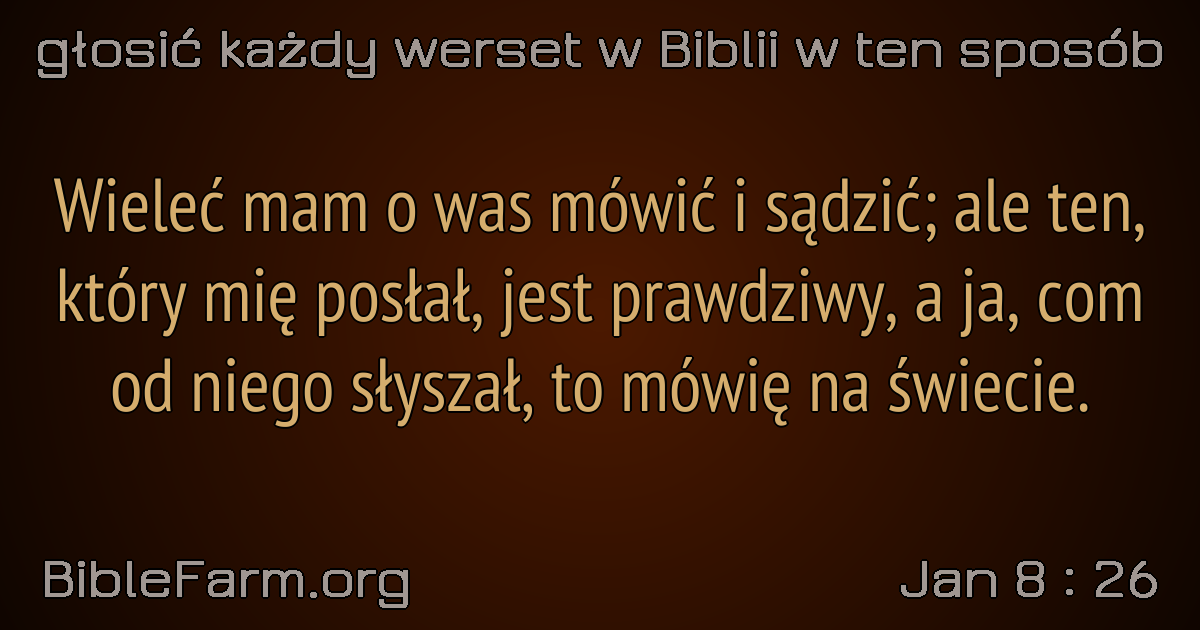 głosić każdy werset w Biblii w ten sposób
Wieleć mam o was mówić i sądzić; ale ten,
który mię posłał, jest prawdziwy, a ja, com
od niego słyszał, to mówię na świecie.
BibleFarm.org
Jan 8 : 26